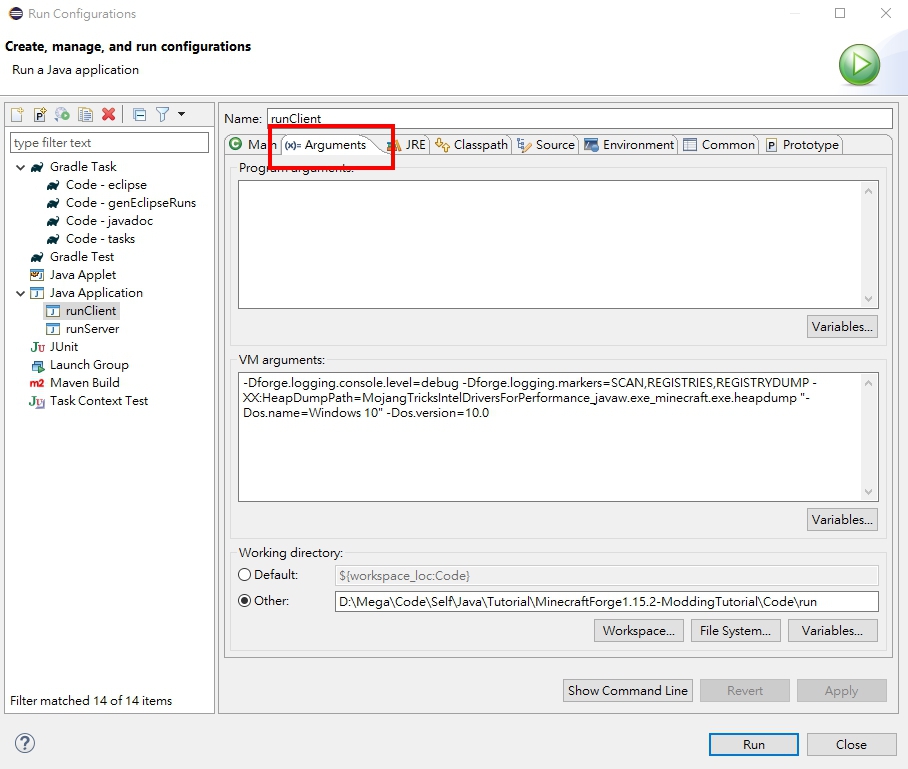 Run Configurations
Create, manage, and run configurations
Run a Java application
type filter text
Gradle Task
Code - eclipse
Code - genEclipseRuns
Code - javadoc
Code - tasks
Gradle Test
Java Applet
Java Application
runClient
runServer
JUnit
Launch Group
Maven Build
Task Context Test
Filter matched 14 of 14 items
Name: runClient
Main (x)= Arguments JRE Classpath Source Environment Common Prototype
Program arguments:
Variables...
VM arguments:
-Dforge.logging.console.level=debug -Dforge.logging.markers=SCAN,REGISTRIES,REGISTRYDUMP -
XX:HeapDumpPath=MojangTricksIntelDriversForPerformance_javaw.exe_minecraft.exe.heapdump "-
Dos.name=Windows 10" -Dos.version=10.0
Variables...
Working directory:
Default: ${workspace_loc:Code}
Other: D:\Mega\Code\Self\Java\Tutorial\MinecraftForge1.15.2-ModdingTutorial\Code\run
Workspace... File System... Variables...
Show Command Line Revert Apply
Run Close